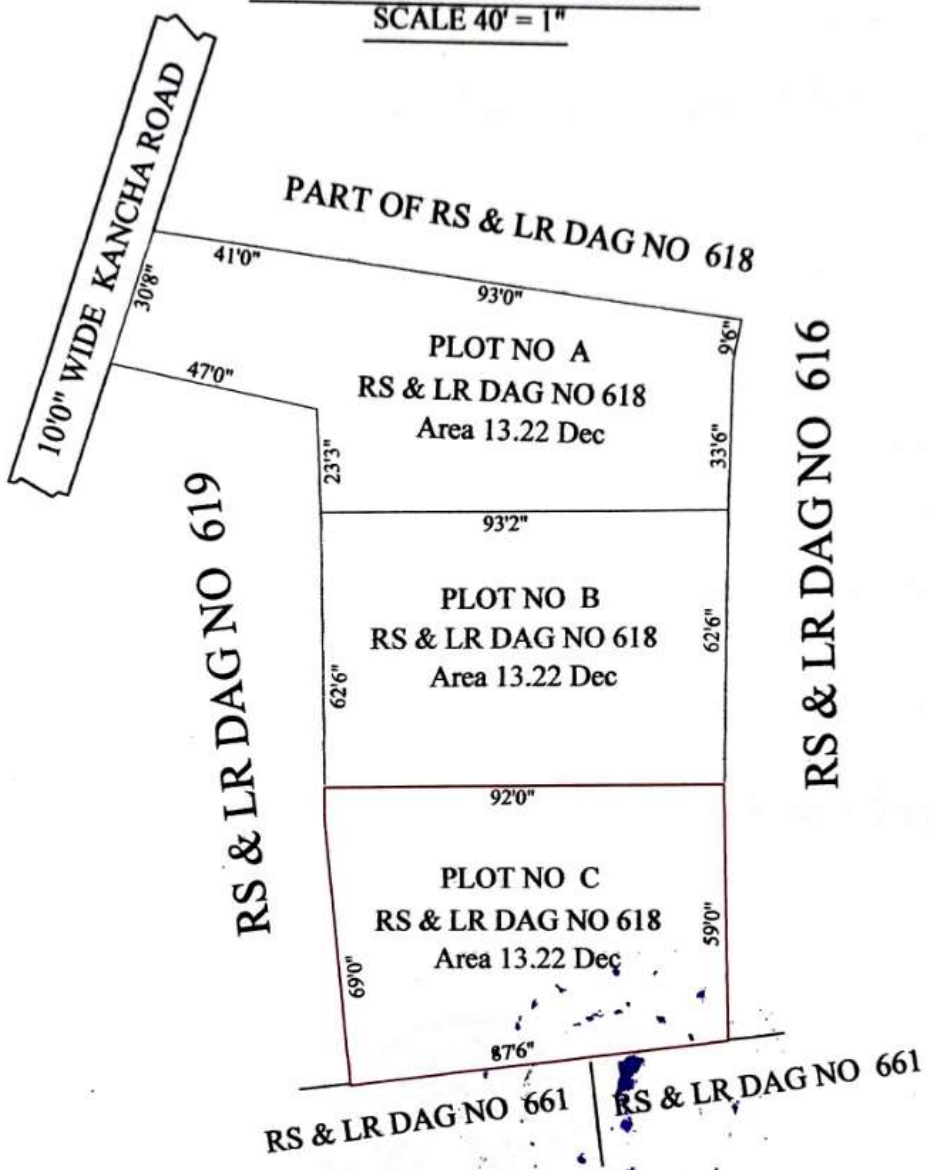 SCALE 40' = 1"
10'0" WIDE KANCHA ROAD
PART OF RS & LR DAG NO 618
41'0"
93'0"
30'8"
9'6"
47'0"
PLOT NO A
RS & LR DAG NO 618
Area 13.22 Dec
23'3"
33'6"
93'2"
RS & LR DAG NO 619
RS & LR DAG NO 616
PLOT NO B
RS & LR DAG NO 618
Area 13.22 Dec
62'6"
62'6"
92'0"
PLOT NO C
RS & LR DAG NO 618
Area 13.22 Dec
69'0"
59'0"
87'6"
RS & LR DAG NO 661
RS & LR DAG NO 661